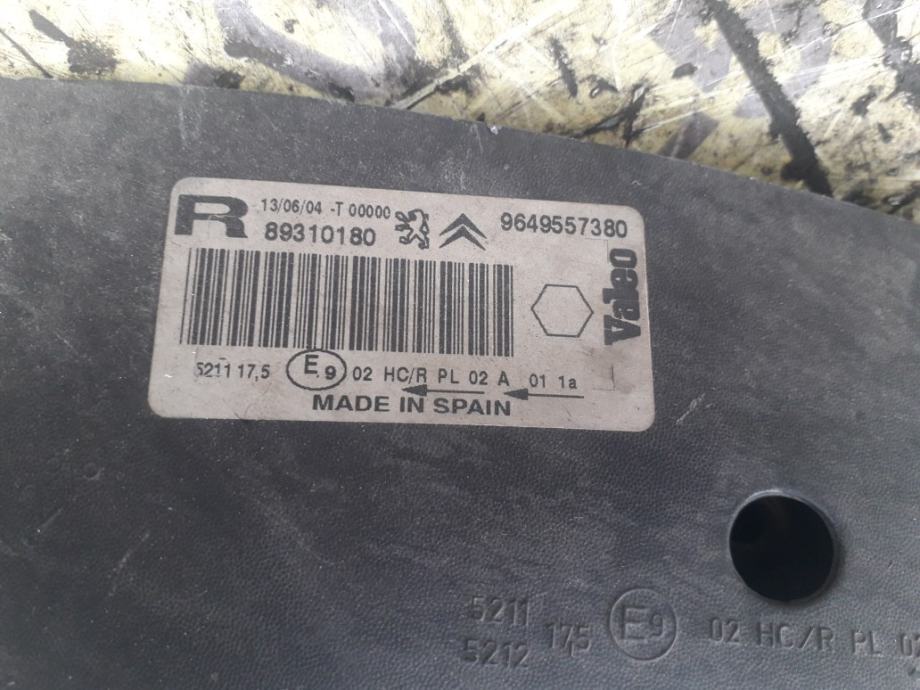 R 13/06/04 -T 00000
89310180 9649557380
Valeo
5211 17,5 E9 02 HC/R PL 02 A 01 1a
MADE IN SPAIN
5211
5212 17,5 E9 02 HC/R PL 02